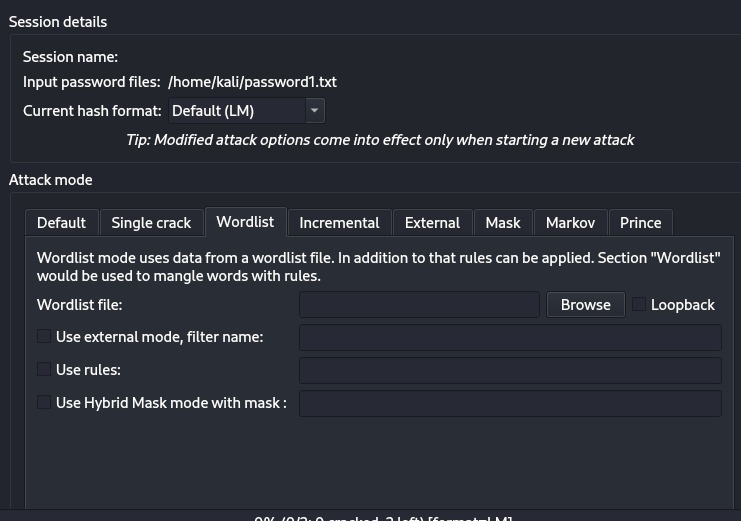 Session details
Session name:
Input password files: /home/kali/password1.txt
Current hash format: Default (LM)
Tip: Modified attack options come into effect only when starting a new attack
Attack mode
Default Single crack Wordlist Incremental External Mask Markov Prince
Wordlist mode uses data from a wordlist file. In addition to that rules can be applied. Section "Wordlist"
would be used to mangle words with rules.
Wordlist file: Browse Loopback
Use external mode, filter name:
Use rules:
Use Hybrid Mask mode with mask :
0% (0/2: 0 cracked, 2 left) [format=LM]